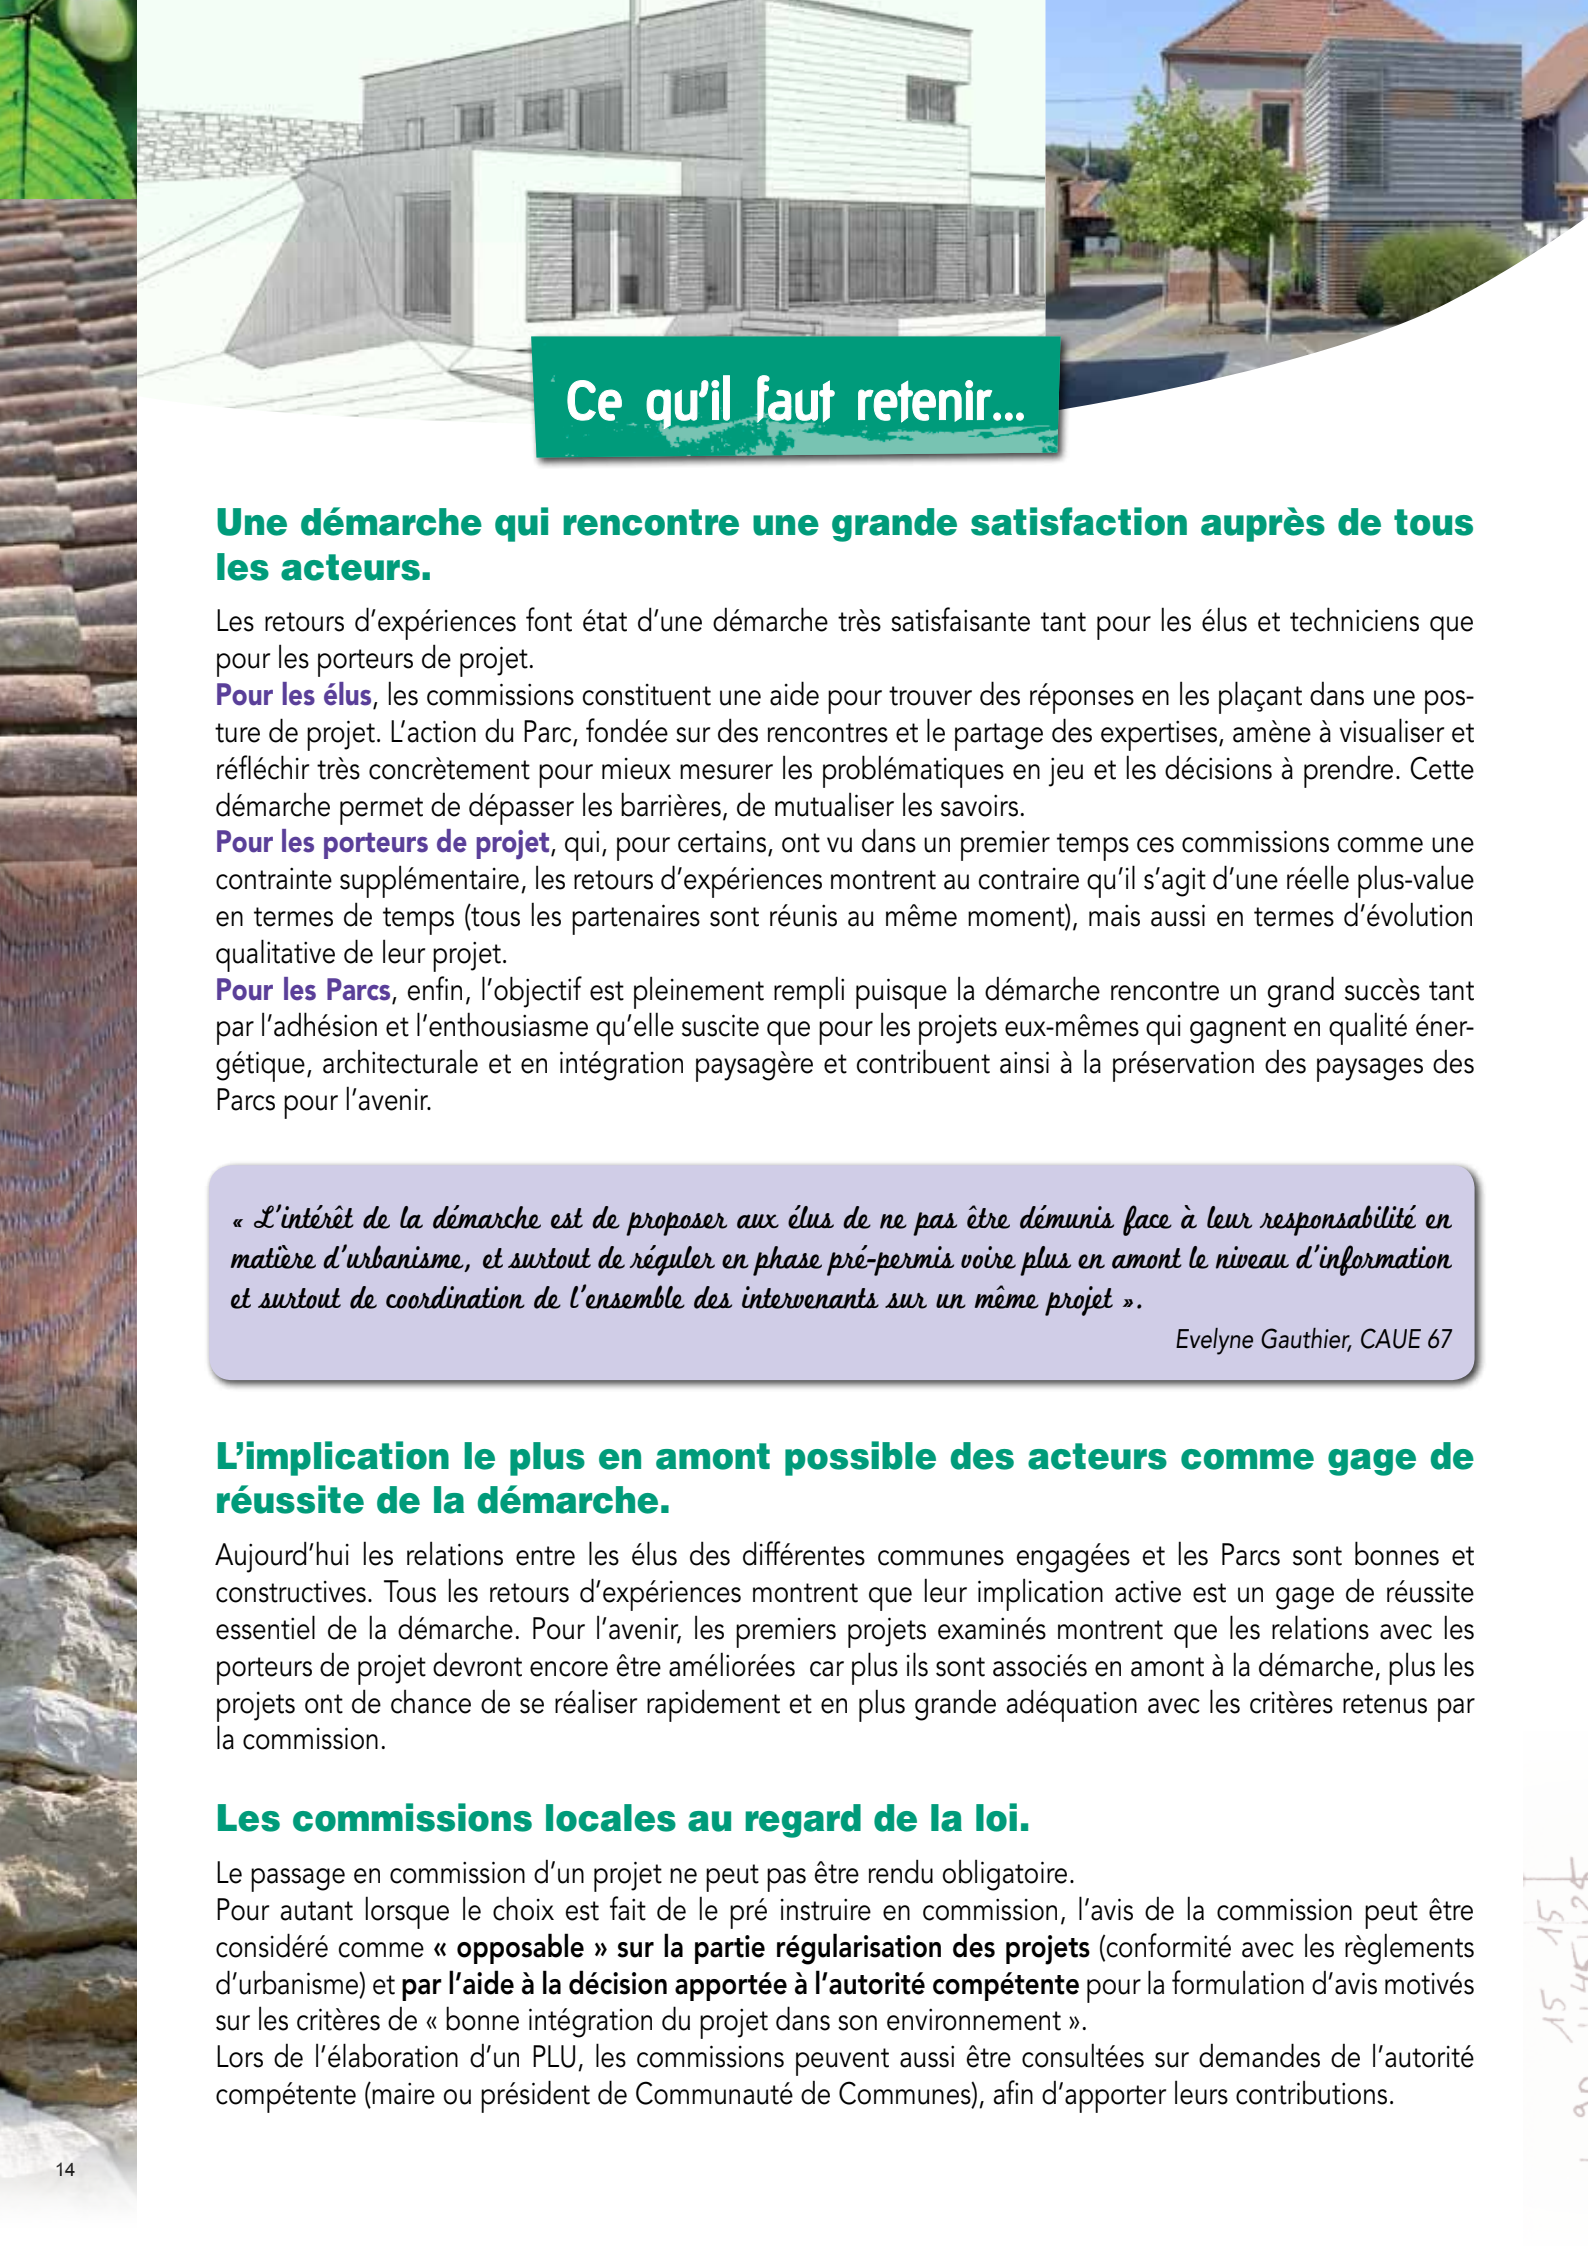 Ce qu'il faut retenir...
Une démarche qui rencontre une grande satisfaction auprès de tous
les acteurs.
Les retours d'expériences font état d'une démarche très satisfaisante tant pour les élus et techniciens que
pour les porteurs de projet.
Pour les élus, les commissions constituent une aide pour trouver des réponses en les plaçant dans une pos-
ture de projet. L'action du Parc, fondée sur des rencontres et le partage des expertises, amène à visualiser et
réfléchir très concrètement pour mieux mesurer les problématiques en jeu et les décisions à prendre. Cette
démarche permet de dépasser les barrières, de mutualiser les savoirs.
Pour les porteurs de projet, qui, pour certains, ont vu dans un premier temps ces commissions comme une
contrainte supplémentaire, les retours d'expériences montrent au contraire qu'il s'agit d'une réelle plus-value
en termes de temps (tous les partenaires sont réunis au même moment), mais aussi en termes d'évolution
qualitative de leur projet.
Pour les Parcs, enfin, l'objectif est pleinement rempli puisque la démarche rencontre un grand succès tant
par l'adhésion et l'enthousiasme qu'elle suscite que pour les projets eux-mêmes qui gagnent en qualité éner-
gétique, architecturale et en intégration paysagère et contribuent ainsi à la préservation des paysages des
Parcs pour l'avenir.
« L'intérêt de la démarche est de proposer aux élus de ne pas être démunis face à leur responsabilité en
matière d'urbanisme, et surtout de réguler en phase pré-permis voire plus en amont le niveau d'information
et surtout de coordination de l'ensemble des intervenants sur un même projet ».
Evelyne Gauthier, CAUE 67
L'implication le plus en amont possible des acteurs comme gage de
réussite de la démarche.
Aujourd'hui les relations entre les élus des différentes communes engagées et les Parcs sont bonnes et
constructives. Tous les retours d'expériences montrent que leur implication active est un gage de réussite
essentiel de la démarche. Pour l'avenir, les premiers projets examinés montrent que les relations avec les
porteurs de projet devront encore être améliorées car plus ils sont associés en amont à la démarche, plus les
projets ont de chance de se réaliser rapidement et en plus grande adéquation avec les critères retenus par
la commission.
Les commissions locales au regard de la loi.
Le passage en commission d'un projet ne peut pas être rendu obligatoire.
Pour autant lorsque le choix est fait de le pré instruire en commission, l'avis de la commission peut être
considéré comme « opposable » sur la partie régularisation des projets (conformité avec les règlements
d'urbanisme) et par l'aide à la décision apportée à l'autorité compétente pour la formulation d'avis motivés
sur les critères de « bonne intégration du projet dans son environnement ».
Lors de l'élaboration d'un PLU, les commissions peuvent aussi être consultées sur demandes de l'autorité
compétente (maire ou président de Communauté de Communes), afin d'apporter leurs contributions.
15 15
14